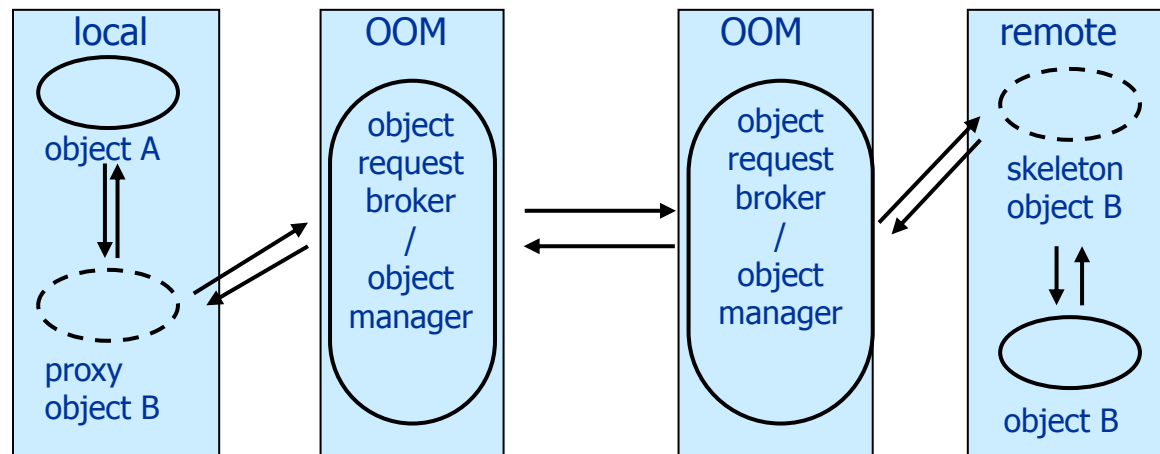 local
object A
proxy
object B
OOM
object
request
broker
/
object
manager
OOM
object
request
broker
/
object
manager
remote
skeleton
object B
object B